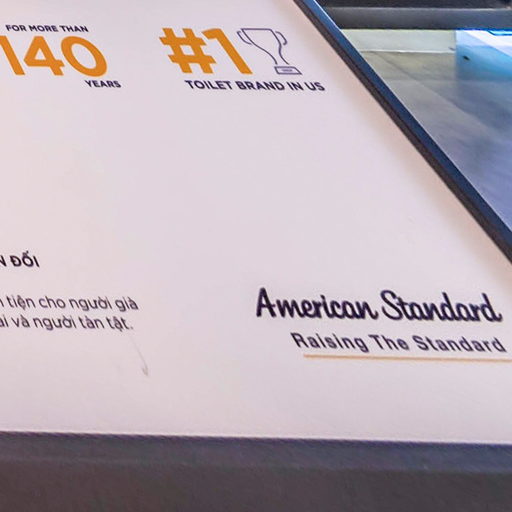 FOR MORE THAN
140
YEARS
#1
TOILET BRAND IN US
ĐỐI
tiện cho người già
và người tàn tật.
American Standard
Raising The Standard